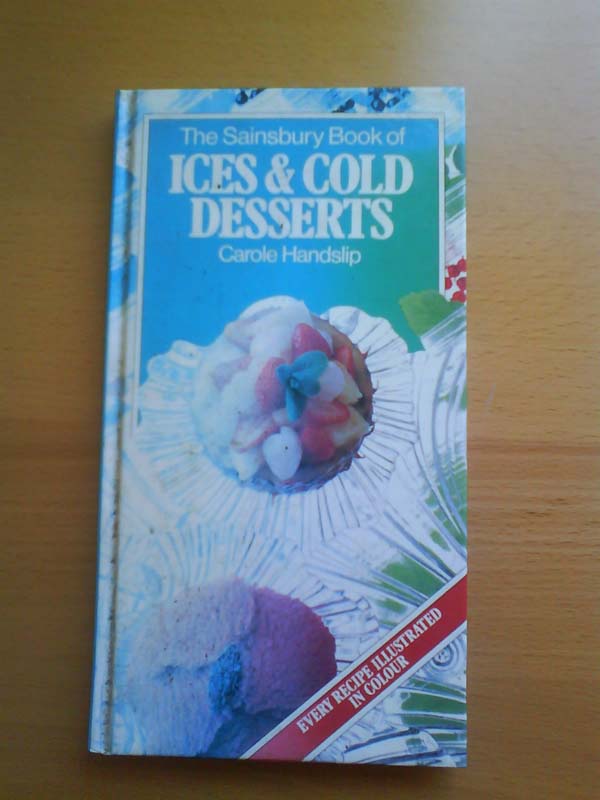 The Sainsbury Book of
ICES & COLD
DESSERTS
Carole Handslip
EVERY RECIPE ILLUSTRATED
IN COLOUR